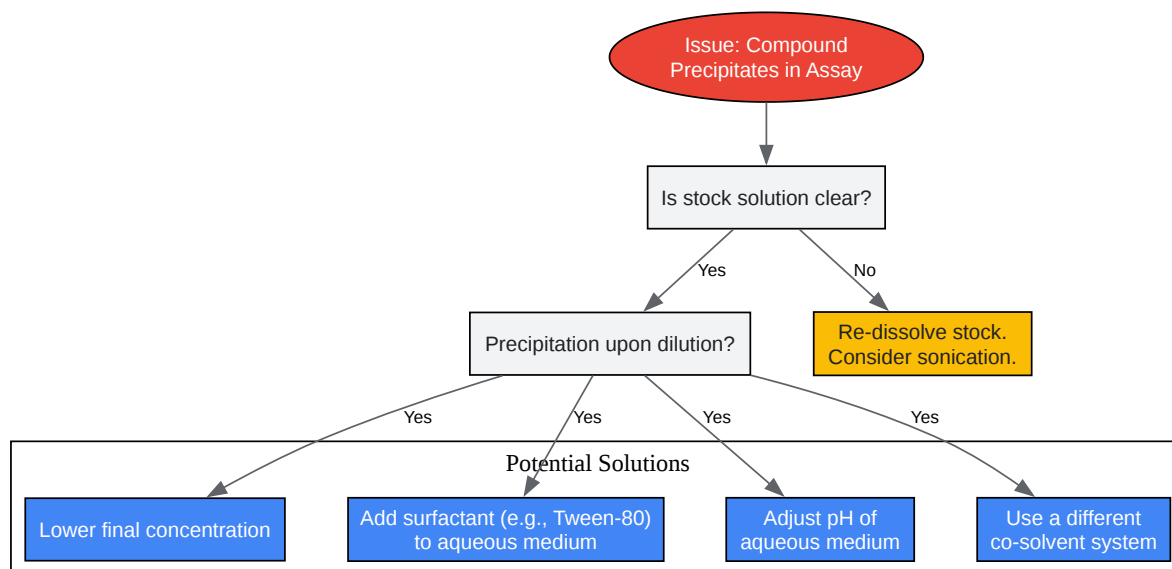 Issue: Compound
Precipitates in Assay
Is stock solution clear?
Yes
No
Precipitation upon dilution?
Re-dissolve stock.
Consider sonication.
Yes
Yes
Yes
Yes
Potential Solutions
Lower final concentration
Add surfactant (e.g., Tween-80)
to aqueous medium
Adjust pH of
aqueous medium
Use a different
co-solvent system